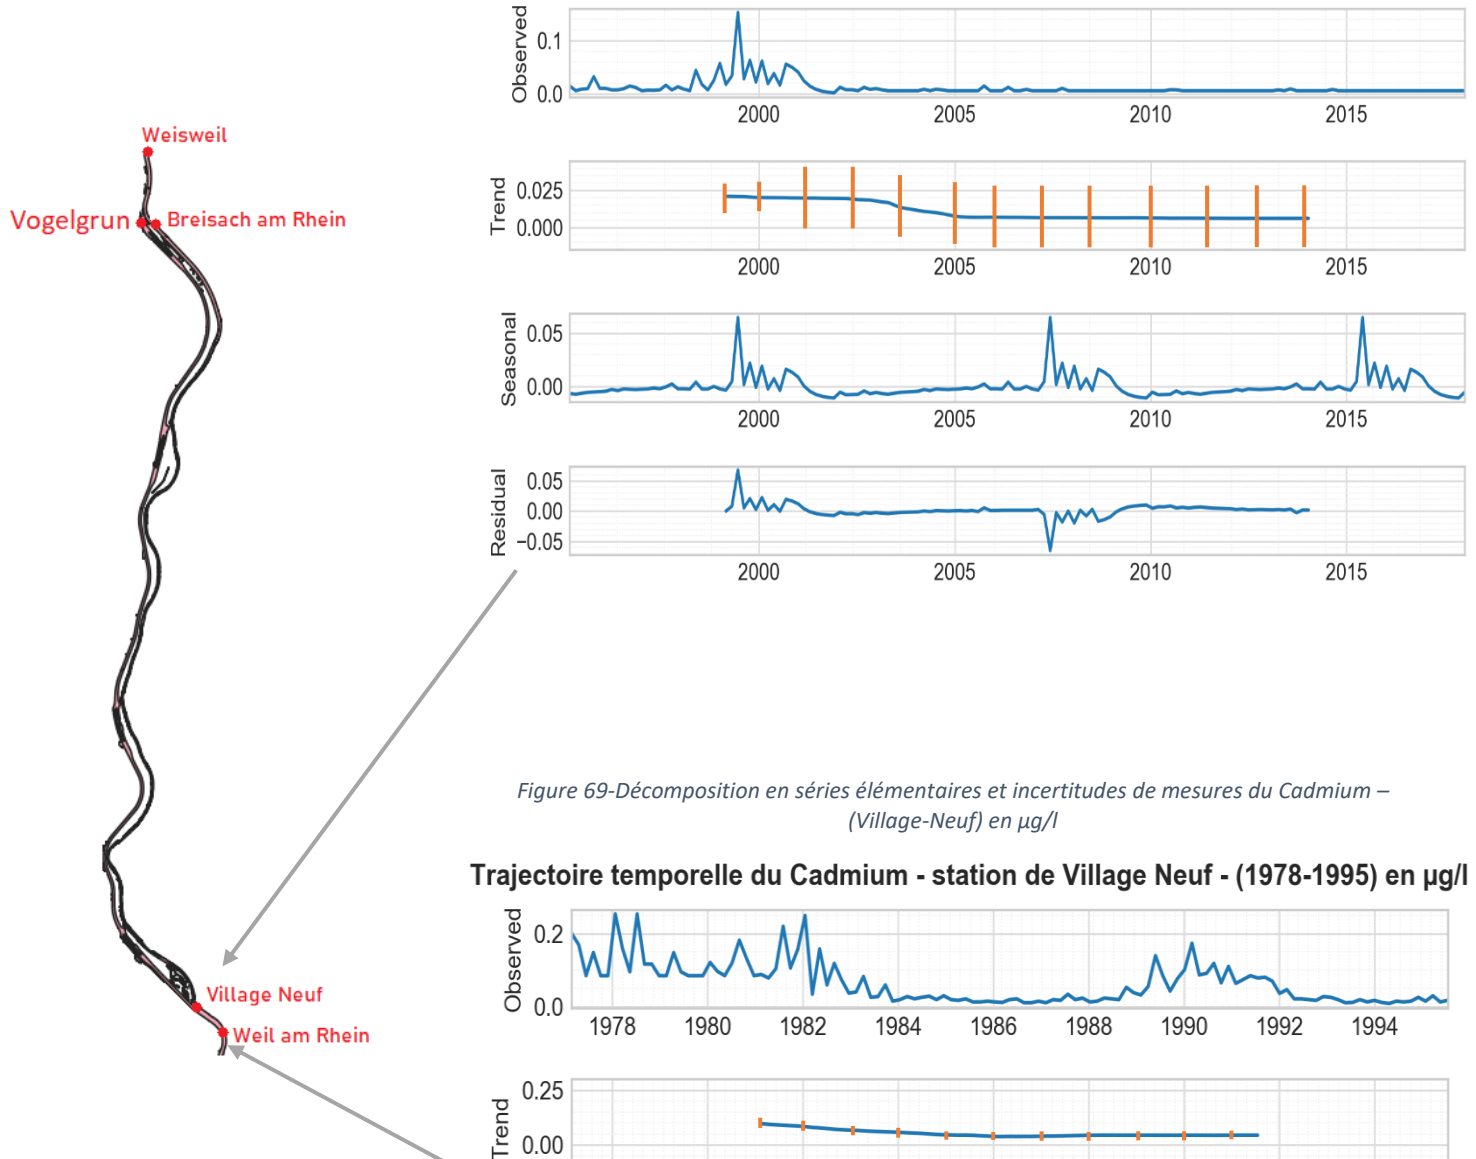 Observed
0.1
0.0
2000 2005 2010 2015
Trend
0.025
0.000
2000 2005 2010 2015
Seasonal
0.05
0.00
2000 2005 2010 2015
Residual
0.05
0.00
−0.05
2000 2005 2010 2015
Weisweil
Vogelgrun
Breisach am Rhein
Village Neuf
Weil am Rhein
Figure 69-Décomposition en séries élémentaires et incertitudes de mesures du Cadmium –
(Village-Neuf) en µg/l
Trajectoire temporelle du Cadmium - station de Village Neuf - (1978-1995) en µg/l
Observed
0.2
0.0
1978 1980 1982 1984 1986 1988 1990 1992 1994
Trend
0.25
0.00